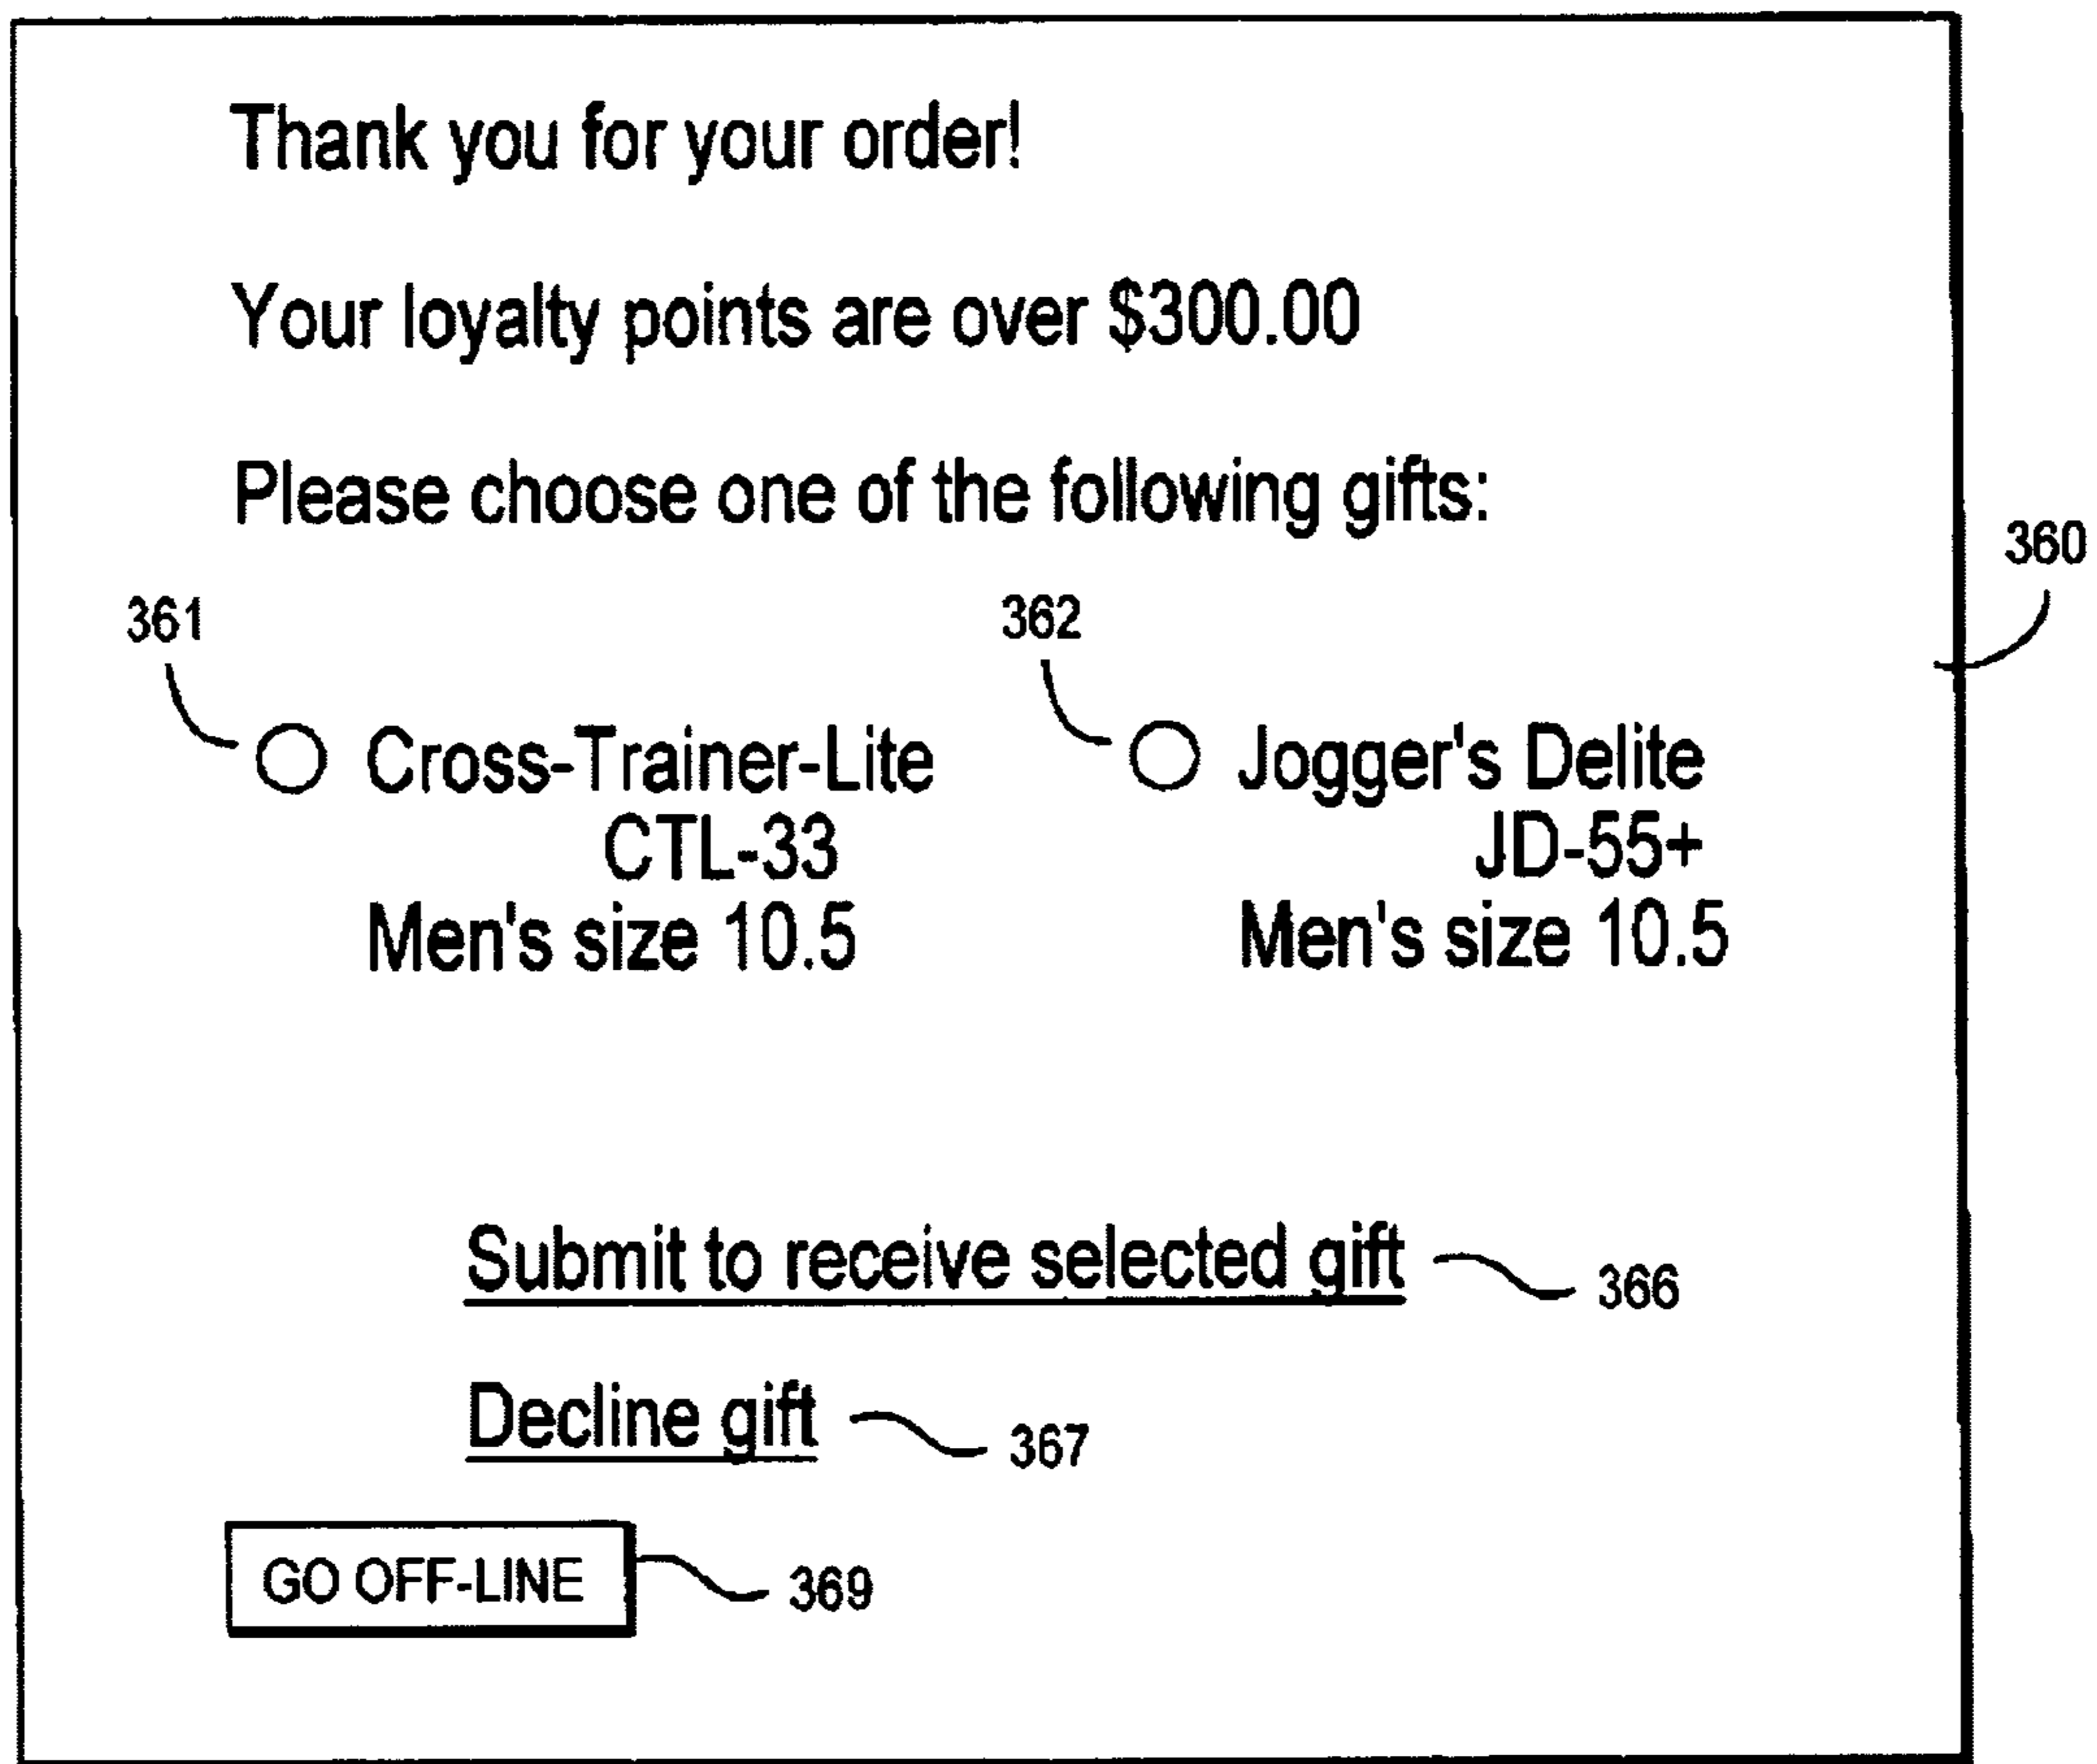 Thank you for your order!
Your loyalty points are over $300.00
Please choose one of the following gifts:
360
361
362
Cross-Trainer-Lite
CTL-33
Men's size 10.5
Jogger's Delite
JD-55+
Men's size 10.5
Submit to receive selected gift
366
Decline gift
367
GO OFF-LINE
369